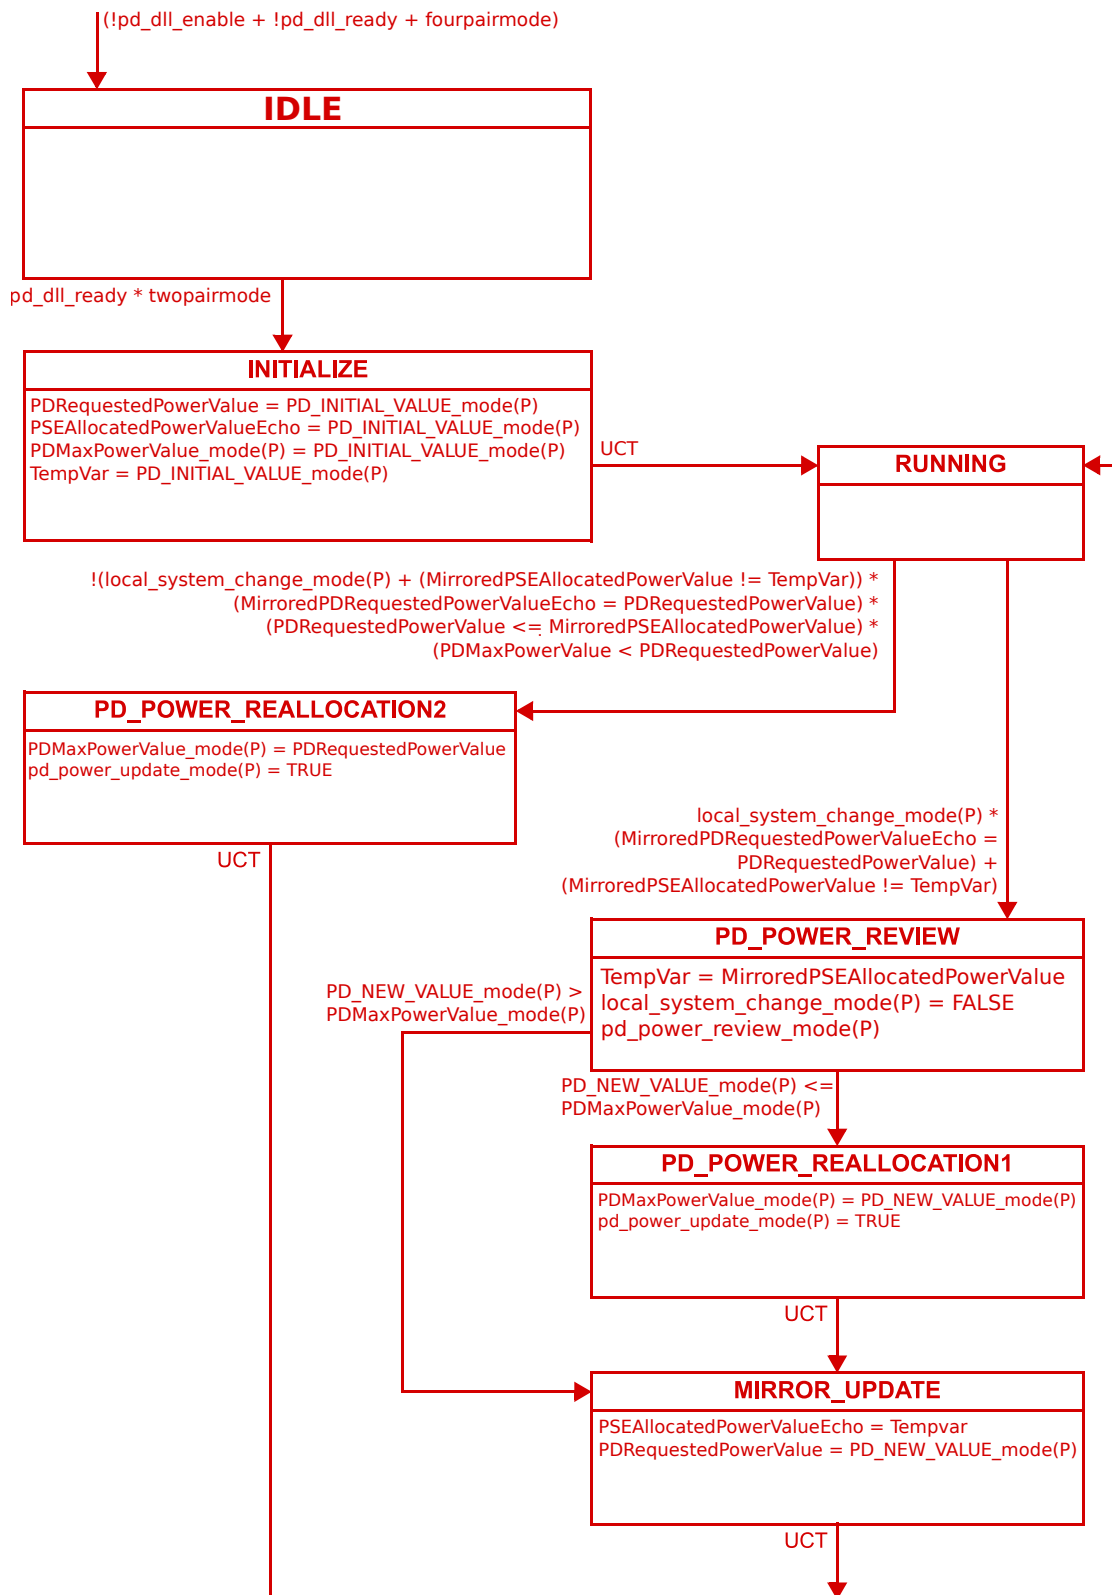 (!pd_dll_enable + !pd_dll_ready + fourpairmode)
IDLE
pd_dll_ready * twopairmode
INITIALIZE
PDRequestedPowerValue = PD_INITIAL_VALUE_mode(P)
PSEAllocatedPowerValueEcho = PD_INITIAL_VALUE_mode(P)
PDMaxPowerValue_mode(P) = PD_INITIAL_VALUE_mode(P)
TempVar = PD_INITIAL_VALUE_mode(P)
UCT
RUNNING
!(local_system_change_mode(P) + (MirroredPSEAllocatedPowerValue != TempVar)) *
(MirroredPDRequestedPowerValueEcho = PDRequestedPowerValue) *
(PDRequestedPowerValue <= MirroredPSEAllocatedPowerValue) *
(PDMaxPowerValue < PDRequestedPowerValue)
PD_POWER_REALLOCATION2
PDMaxPowerValue_mode(P) = PDRequestedPowerValue
pd_power_update_mode(P) = TRUE
UCT
local_system_change_mode(P) *
(MirroredPDRequestedPowerValueEcho =
PDRequestedPowerValue) +
(MirroredPSEAllocatedPowerValue != TempVar)
PD_POWER_REVIEW
TempVar = MirroredPSEAllocatedPowerValue
local_system_change_mode(P) = FALSE
pd_power_review_mode(P)
PD_NEW_VALUE_mode(P) >
PDMaxPowerValue_mode(P)
PD_NEW_VALUE_mode(P) <=
PDMaxPowerValue_mode(P)
PD_POWER_REALLOCATION1
PDMaxPowerValue_mode(P) = PD_NEW_VALUE_mode(P)
pd_power_update_mode(P) = TRUE
UCT
MIRROR_UPDATE
PSEAllocatedPowerValueEcho = Tempvar
PDRequestedPowerValue = PD_NEW_VALUE_mode(P)
UCT